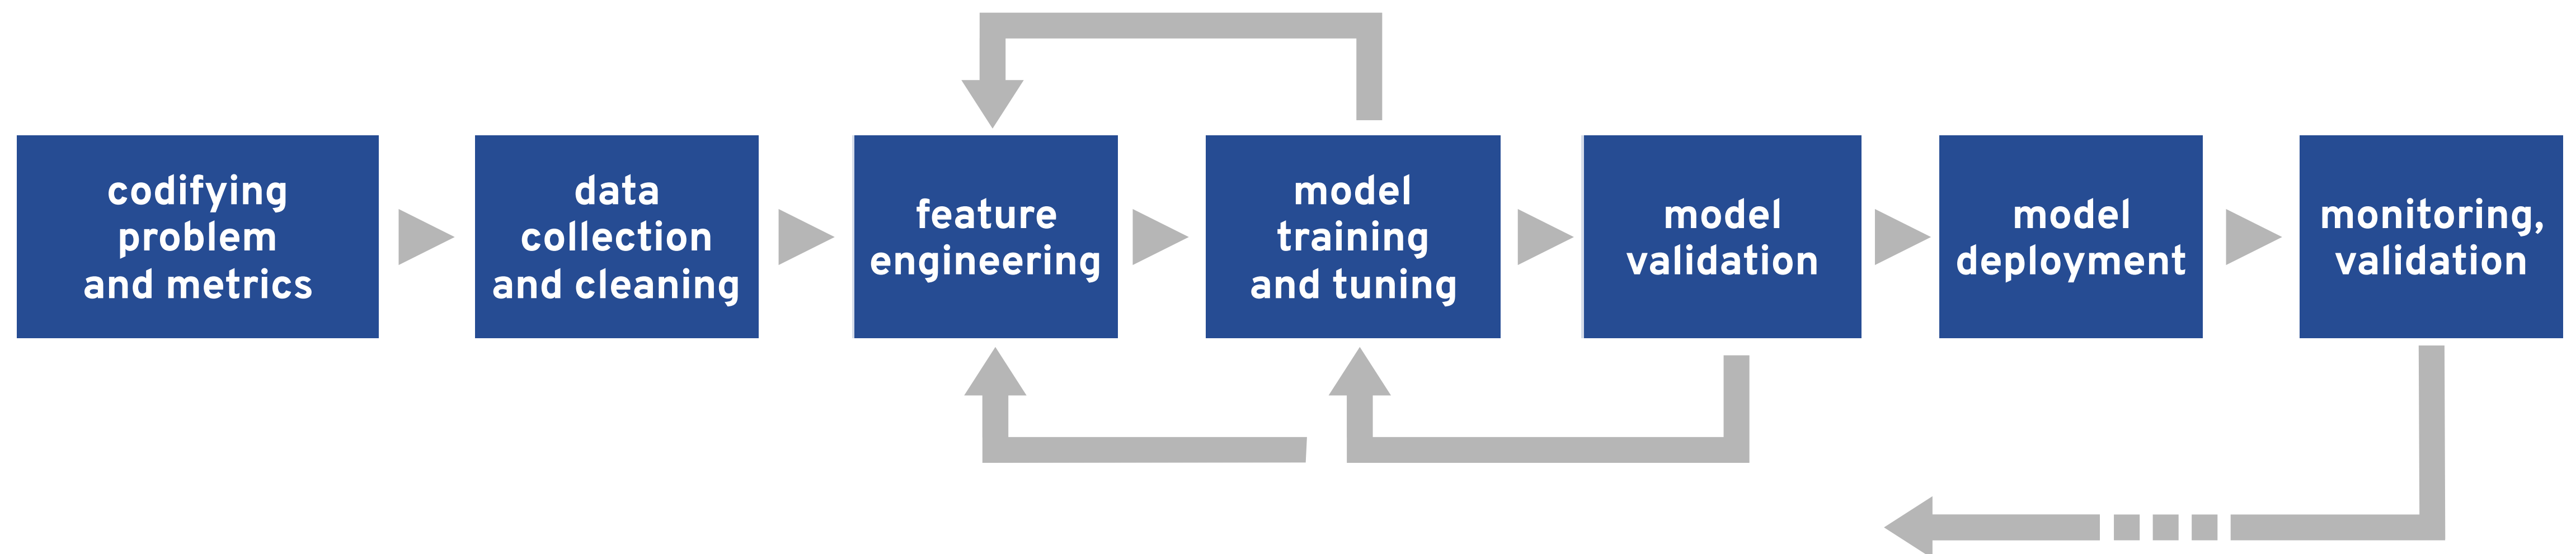 codifying
problem
and metrics
data
collection
and cleaning
feature
engineering
model
training
and tuning
model
validation
model
deployment
monitoring,
validation